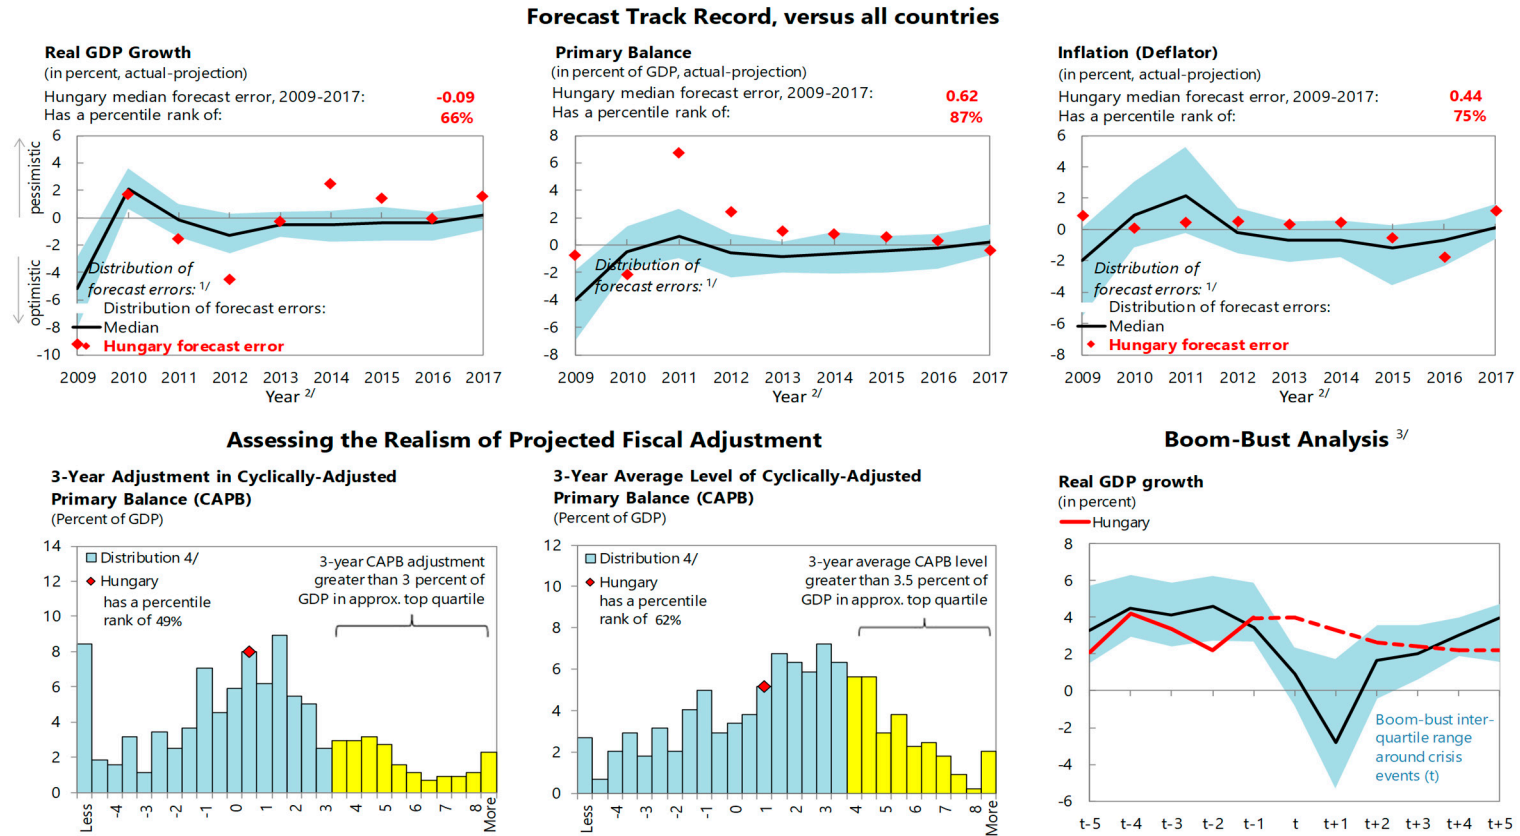 Forecast Track Record, versus all countries
Real GDP Growth
(in percent, actual-projection)
Hungary median forecast error, 2009-2017: -0.09
Has a percentile rank of: 66%
pessimistic
optimistic
6
4
2
0
-2
-4
-6
-8
-10
Distribution of
forecast errors: 1/
Distribution of forecast errors:
Median
Hungary forecast error
2009 2010 2011 2012 2013 2014 2015 2016 2017
Year 2/
Primary Balance
(in percent of GDP, actual-projection)
Hungary median forecast error, 2009-2017: 0.62
Has a percentile rank of: 87%
8
6
4
2
0
-2
-4
-6
-8
Distribution of
forecast errors: 1/
2009 2010 2011 2012 2013 2014 2015 2016 2017
Year 2/
Inflation (Deflator)
(in percent, actual-projection)
Hungary median forecast error, 2009-2017: 0.44
Has a percentile rank of: 75%
6
4
2
0
-2
-4
-6
-8
Distribution of
forecast errors: 1/
Distribution of forecast errors:
Median
Hungary forecast error
2009 2010 2011 2012 2013 2014 2015 2016 2017
Year 2/
Assessing the Realism of Projected Fiscal Adjustment
3-Year Adjustment in Cyclically-Adjusted
Primary Balance (CAPB)
(Percent of GDP)
14
12
10
8
6
4
2
0
Distribution 4/
Hungary
has a percentile
rank of 49%
3-year CAPB adjustment
greater than 3 percent of
GDP in approx. top quartile
Less -4 -3 -2 -1 0 1 2 3 4 5 6 7 8 More
3-Year Average Level of Cyclically-Adjusted
Primary Balance (CAPB)
(Percent of GDP)
12
10
8
6
4
2
0
Distribution 4/
Hungary
has a percentile
rank of 62%
3-year average CAPB level
greater than 3.5 percent of
GDP in approx. top quartile
Less -4 -3 -2 -1 0 1 2 3 4 5 6 7 8 More
Boom-Bust Analysis 3/
Real GDP growth
(in percent)
Hungary
8
6
4
2
0
-2
-4
-6
Boom-bust inter-
quartile range
around crisis
events (t)
t-5 t-4 t-3 t-2 t-1 t t+1 t+2 t+3 t+4 t+5